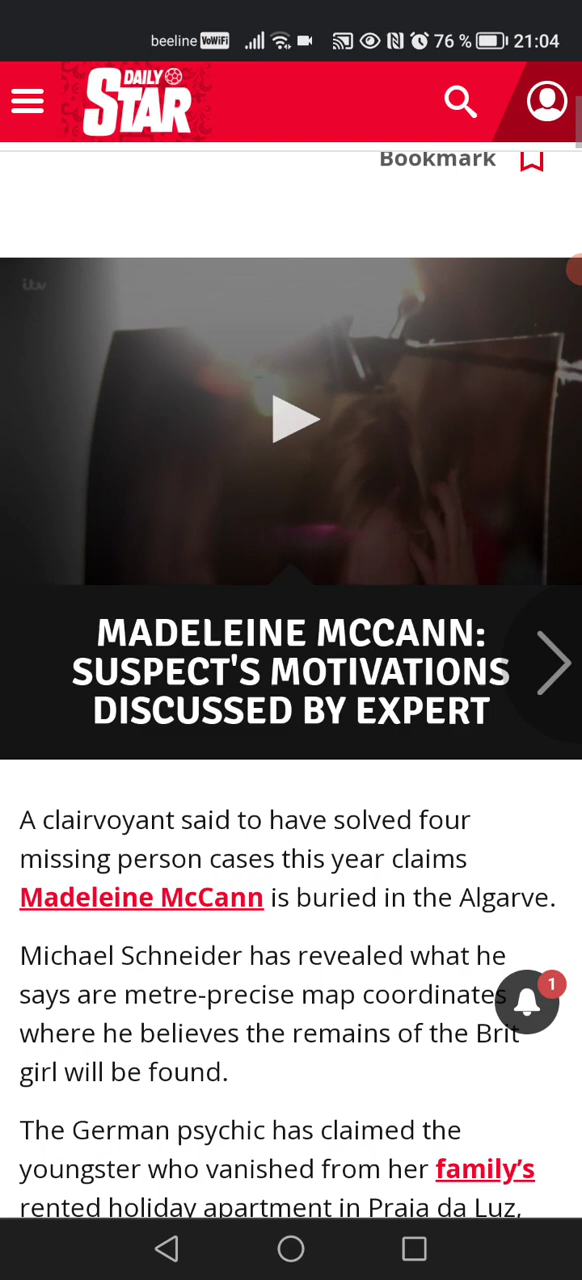 beeline VoWiFi 76 % 21:04
DAILY
STAR
Bookmark
itv
MADELEINE MCCANN:
SUSPECT'S MOTIVATIONS
DISCUSSED BY EXPERT
A clairvoyant said to have solved four
missing person cases this year claims
Madeleine McCann is buried in the Algarve.
Michael Schneider has revealed what he
says are metre-precise map coordinates
1
where he believes the remains of the Brit
girl will be found.
The German psychic has claimed the
youngster who vanished from her family’s
rented holiday apartment in Praia da Luz,